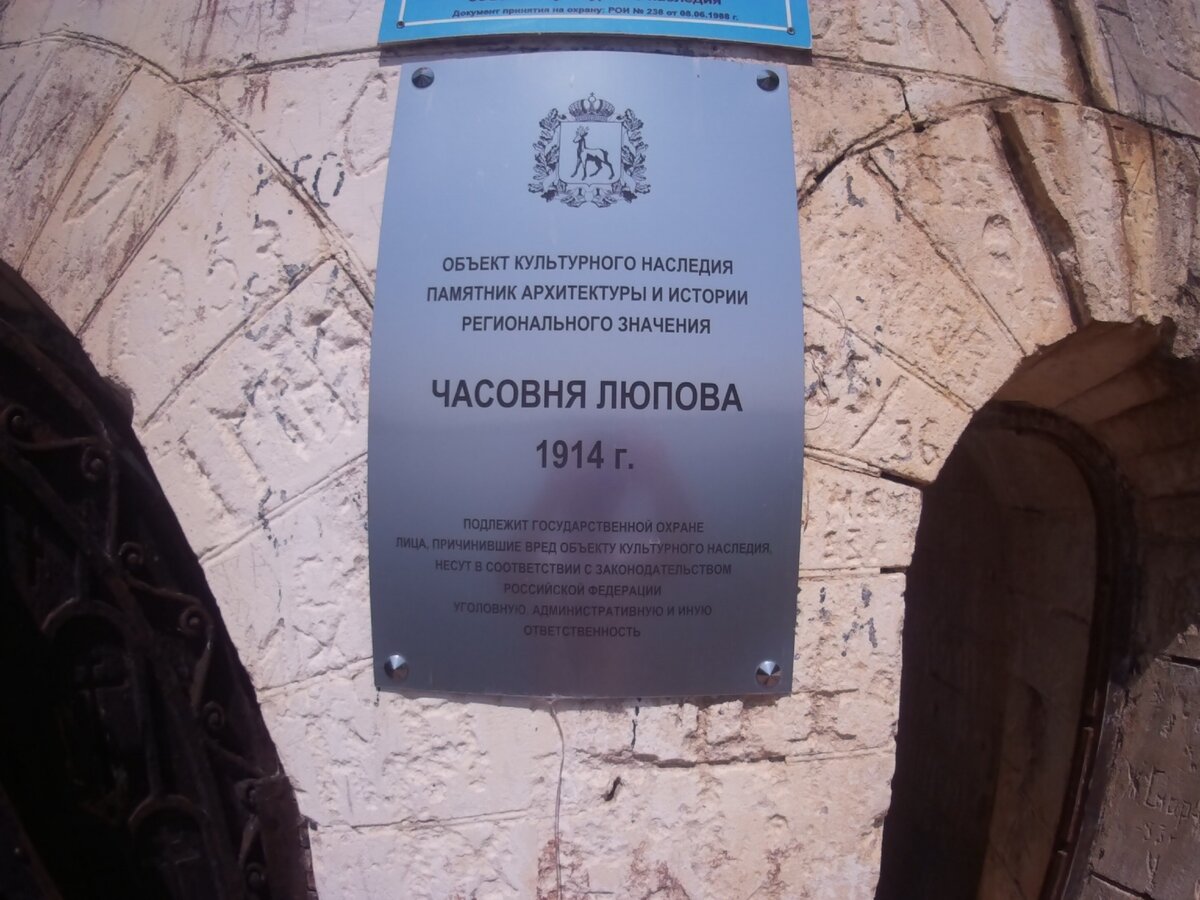 Документ принятия на охрану: РОИ № 258 от 08.06.1988 г.
ОБЪЕКТ КУЛЬТУРНОГО НАСЛЕДИЯ
ПАМЯТНИК АРХИТЕКТУРЫ И ИСТОРИИ
РЕГИОНАЛЬНОГО ЗНАЧЕНИЯ
ЧАСОВНЯ ЛЮПОВА
1914 г.
ПОДЛЕЖИТ ГОСУДАРСТВЕННОЙ ОХРАНЕ
ЛИЦА, ПРИЧИНИВШИЕ ВРЕД ОБЪЕКТУ КУЛЬТУРНОГО НАСЛЕДИЯ,
НЕСУТ В СООТВЕТСТВИИ С ЗАКОНОДАТЕЛЬСТВОМ
РОССИЙСКОЙ ФЕДЕРАЦИИ
УГОЛОВНУЮ, АДМИНИСТРАТИВНУЮ И ИНУЮ
ОТВЕТСТВЕННОСТЬ
36